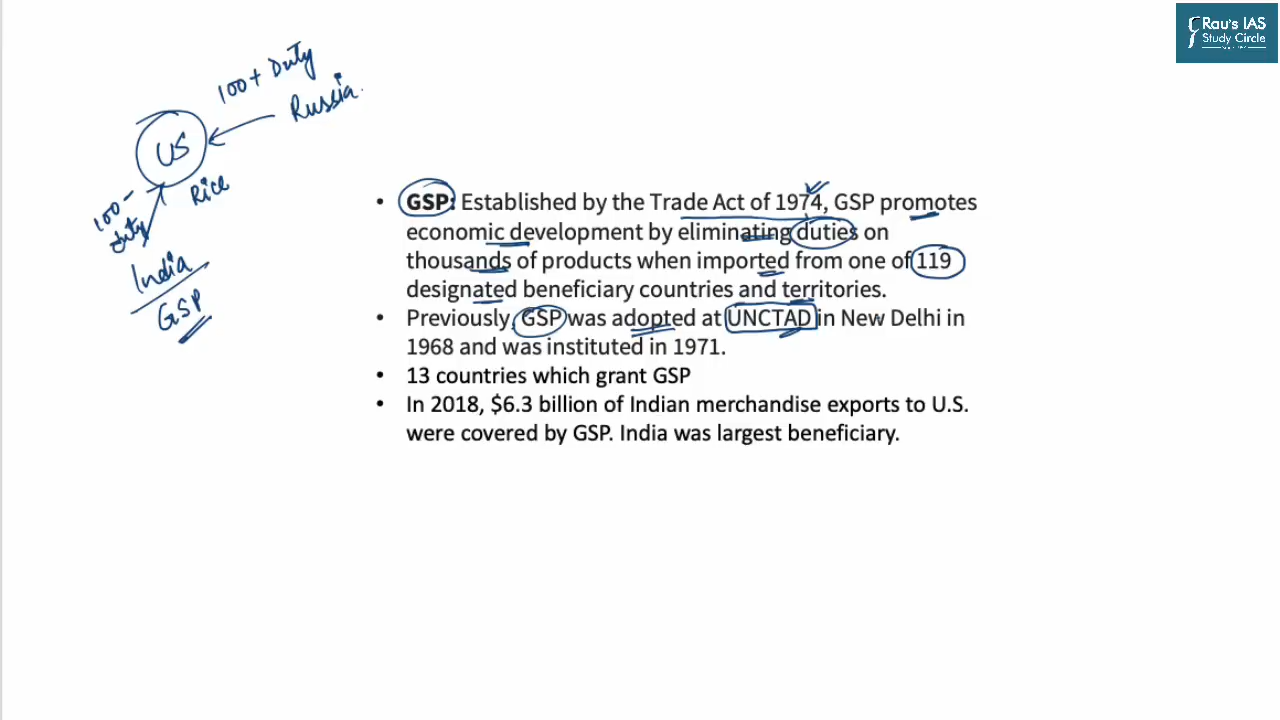 Rau's IAS
Study Circle
100 + Duty
Russia.
US
Rice
100 -
duty
India
GSP
• GSP: Established by the Trade Act of 1974, GSP promotes
economic development by eliminating duties on
thousands of products when imported from one of 119
designated beneficiary countries and territories.
• Previously, GSP was adopted at UNCTAD in New Delhi in
1968 and was instituted in 1971.
• 13 countries which grant GSP
• In 2018, $6.3 billion of Indian merchandise exports to U.S.
were covered by GSP. India was largest beneficiary.